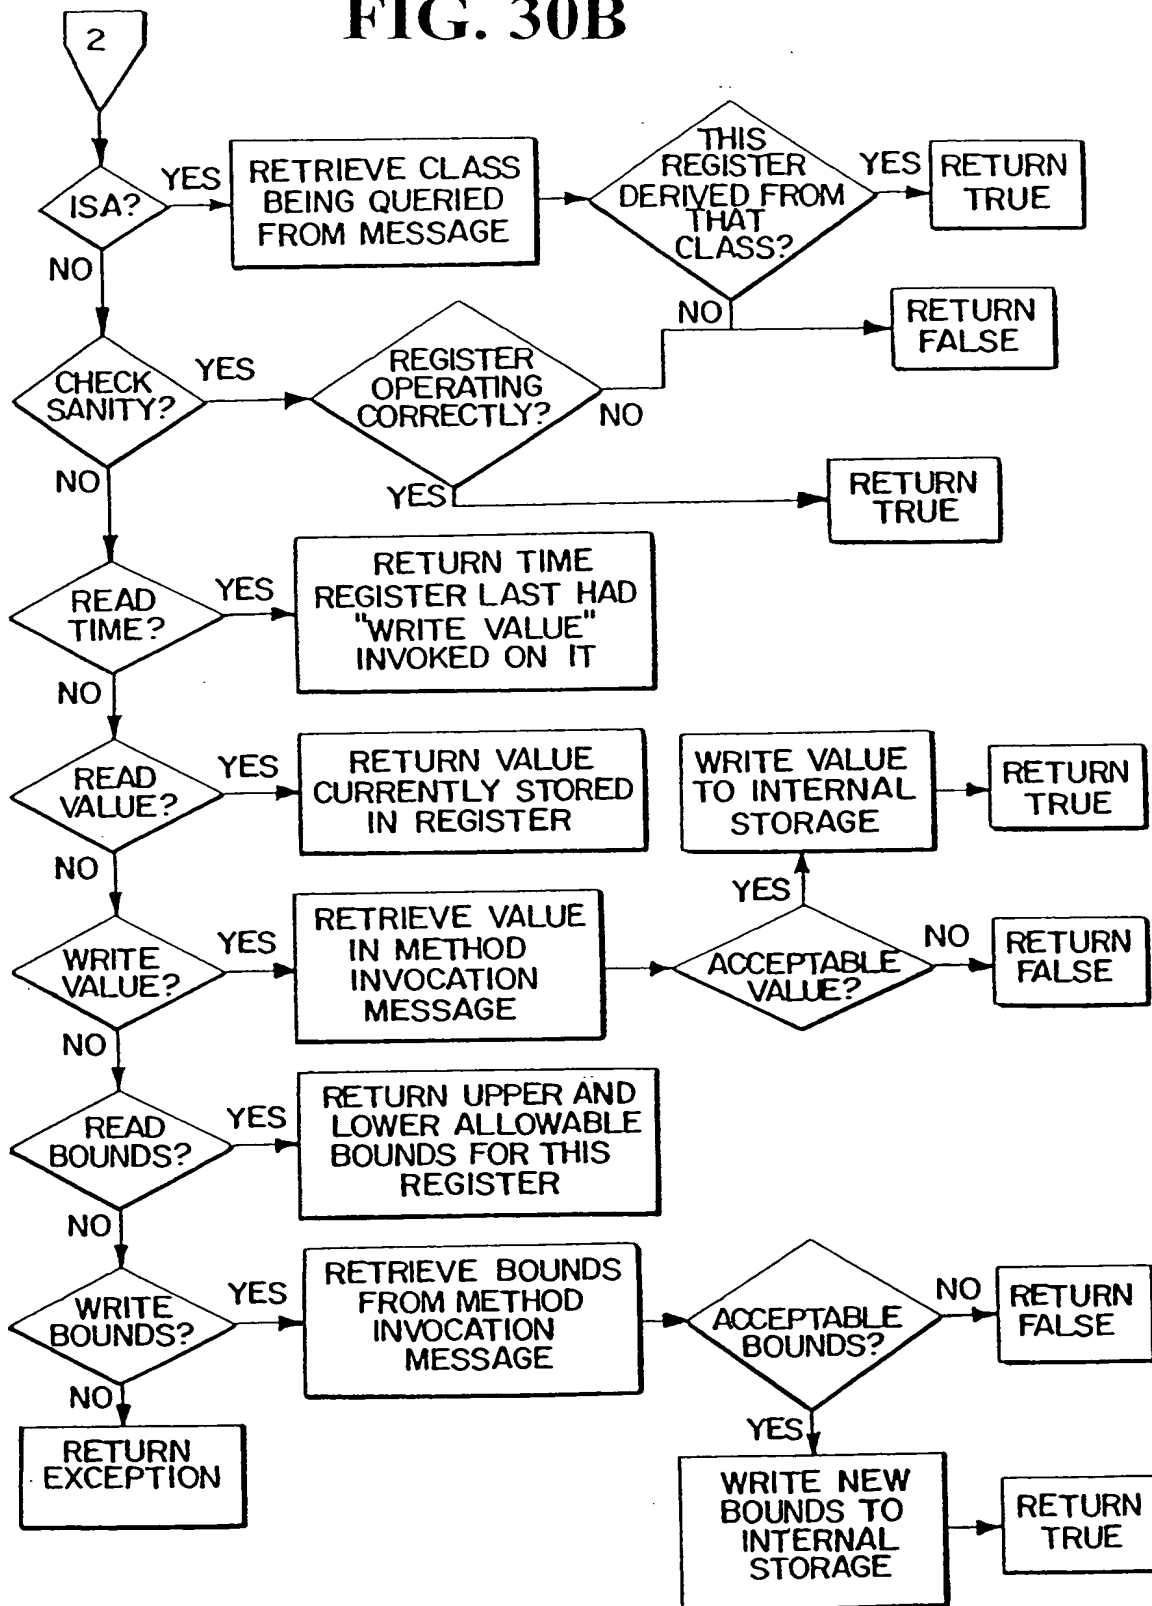 FIG. 30B
2
ISA?
YES
RETRIEVE CLASS
BEING QUERIED
FROM MESSAGE
THIS
REGISTER
DERIVED FROM
THAT
CLASS?
YES
RETURN
TRUE
NO
NO
RETURN
FALSE
CHECK
SANITY?
YES
REGISTER
OPERATING
CORRECTLY?
NO
YES
RETURN
TRUE
NO
READ
TIME?
YES
RETURN TIME
REGISTER LAST HAD
"WRITE VALUE"
INVOKED ON IT
NO
READ
VALUE?
YES
RETURN VALUE
CURRENTLY STORED
IN REGISTER
WRITE VALUE
TO INTERNAL
STORAGE
RETURN
TRUE
NO
YES
WRITE
VALUE?
YES
RETRIEVE VALUE
IN METHOD
INVOCATION
MESSAGE
ACCEPTABLE
VALUE?
NO
RETURN
FALSE
NO
READ
BOUNDS?
YES
RETURN UPPER AND
LOWER ALLOWABLE
BOUNDS FOR THIS
REGISTER
NO
WRITE
BOUNDS?
YES
RETRIEVE BOUNDS
FROM METHOD
INVOCATION
MESSAGE
ACCEPTABLE
BOUNDS?
NO
RETURN
FALSE
NO
RETURN
EXCEPTION
YES
WRITE NEW
BOUNDS TO
INTERNAL
STORAGE
RETURN
TRUE